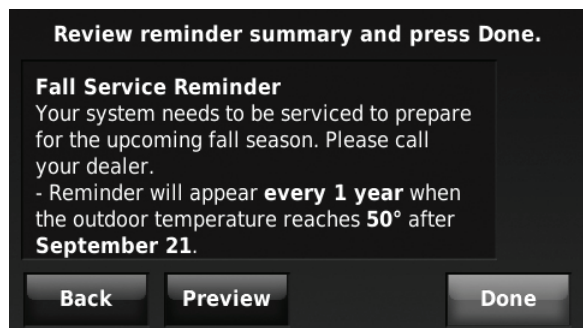 Review reminder summary and press Done.
Fall Service Reminder
Your system needs to be serviced to prepare
for the upcoming fall season. Please call
your dealer.
- Reminder will appear every 1 year when
the outdoor temperature reaches 50° after
September 21.
Back Preview Done